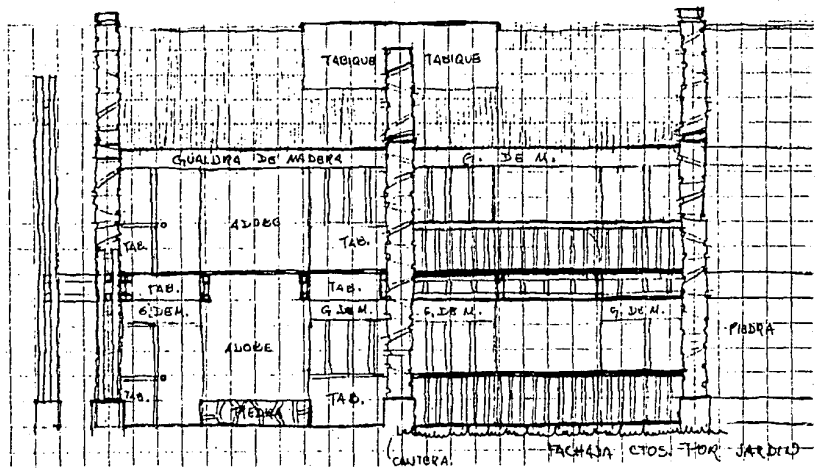 TABIQUE TABIQUE
GUALDRA DE MADERA G. DE M.
ADOBE
TAB. TAB.
TAB. TAB.
G. DE M. G. DE M. G. DE M. G. DE M.
PIEDRA
ADOBE
TAB. TAB.
PIEDRA
CANTERA FACHADA CTOS. POR JARDIN